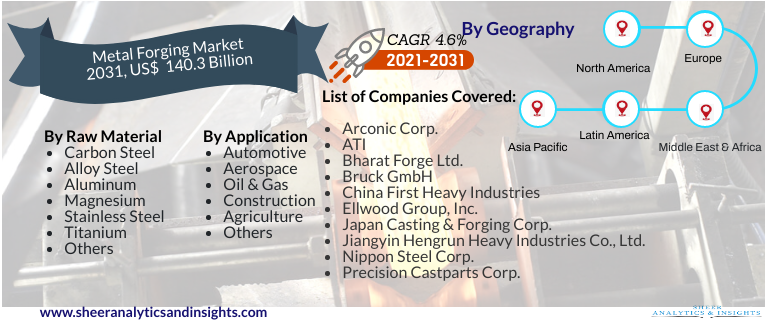 Metal Forging Market
2031, US$ 140.3 Billion
CAGR 4.6%
2021-2031
By Geography
North America
Europe
Asia Pacific
Latin America
Middle East & Africa
By Raw Material
Carbon Steel
Alloy Steel
Aluminum
Magnesium
Stainless Steel
Titanium
Others
By Application
Automotive
Aerospace
Oil & Gas
Construction
Agriculture
Others
List of Companies Covered:
Arconic Corp.
ATI
Bharat Forge Ltd.
Bruck GmbH
China First Heavy Industries
Ellwood Group, Inc.
Japan Casting & Forging Corp.
Jiangyin Hengrun Heavy Industries Co., Ltd.
Nippon Steel Corp.
Precision Castparts Corp.
www.sheeranalyticsandinsights.com
SHEER
ANALYTICS & INSIGHTS